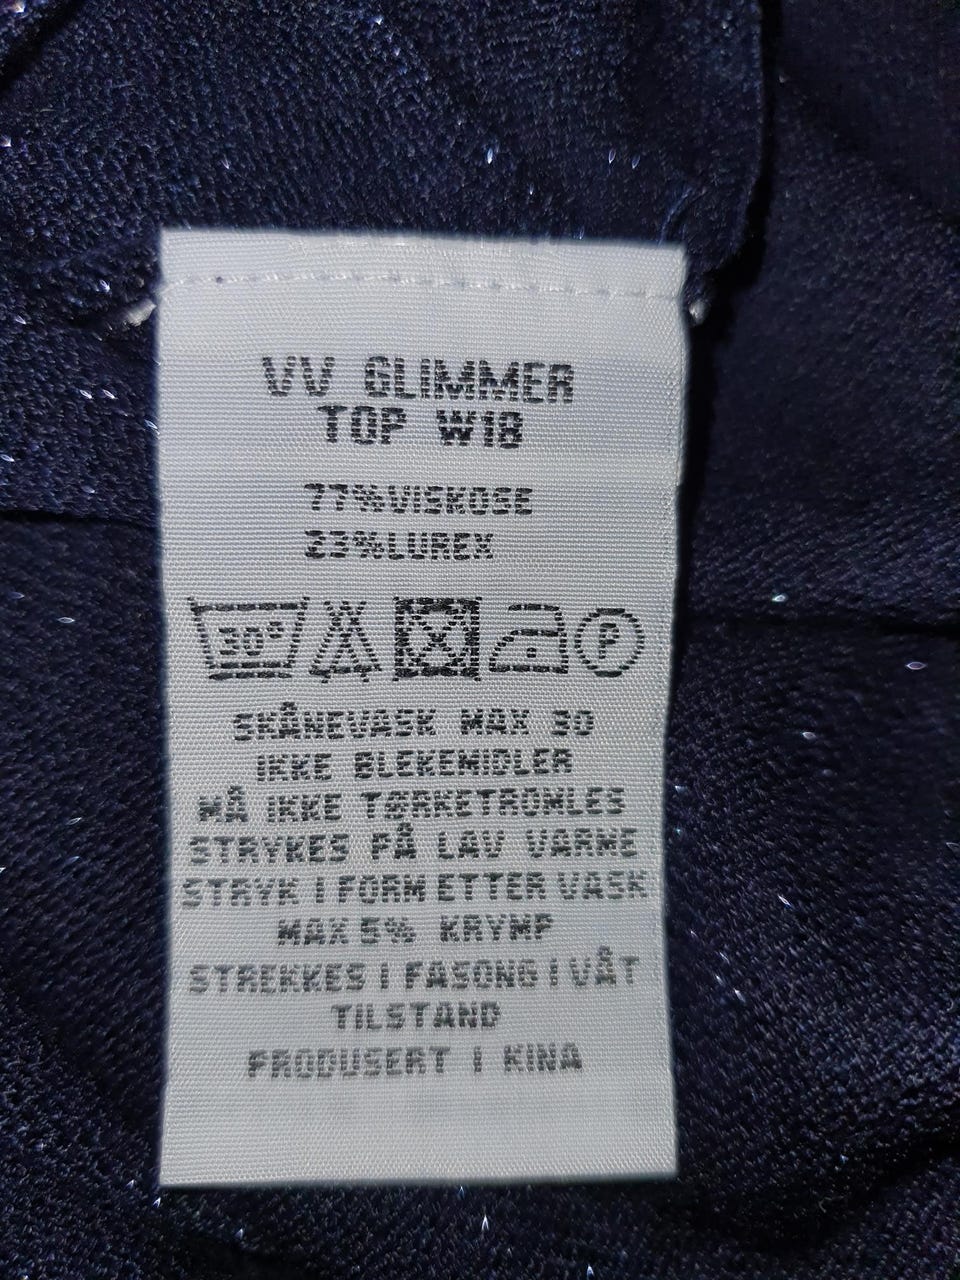 VV GLIMMER
TOP W18
77%VISKOSE
23%LUREX
30° P
SKÅNEVASK MAX 30
IKKE BLEKEMIDLER
MÅ IKKE TØRKETROMLES
STRYKES PÅ LAV VARME
STRYK I FORM ETTER VASK
MAX 5% KRYMP
STREKKES I FASONG I VÅT
TILSTAND
PRODUSERT I KINA